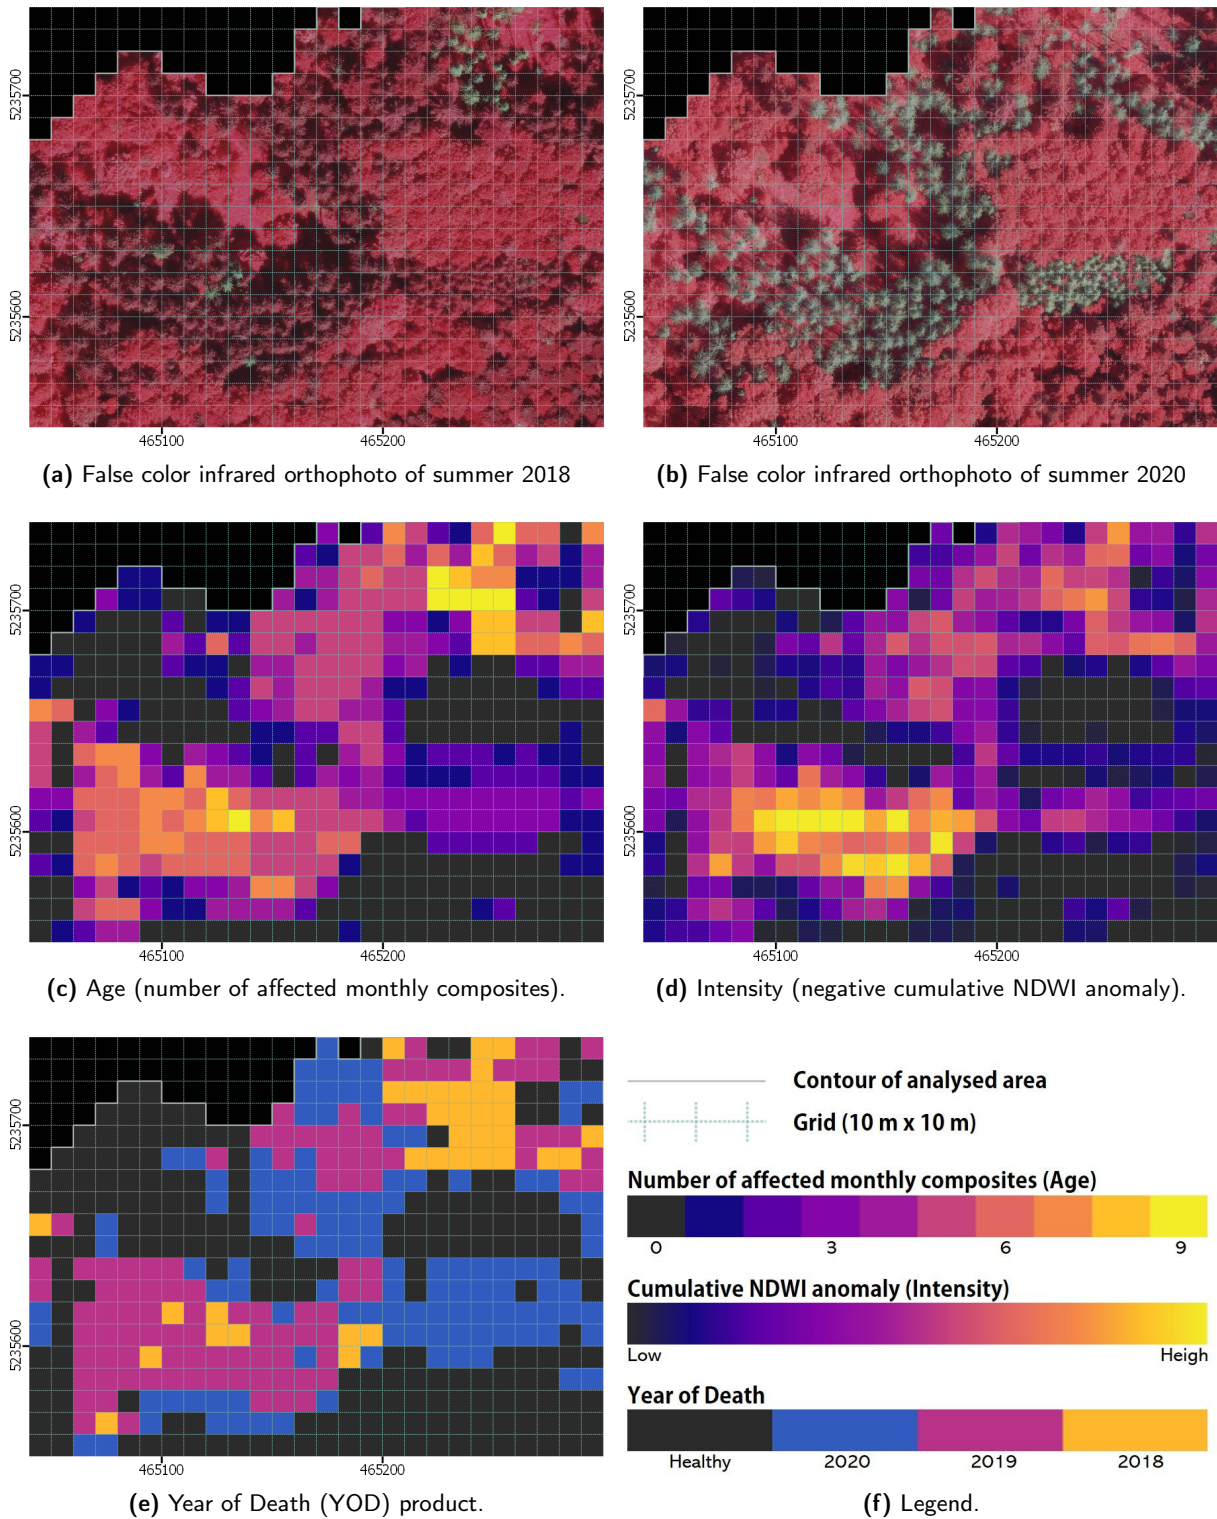 5235700
5235600
465100
465200
(a) False color infrared orthophoto of summer 2018
5235700
5235600
465100
465200
(b) False color infrared orthophoto of summer 2020
5235700
5235600
465100
465200
(c) Age (number of affected monthly composites).
5235700
5235600
465100
465200
(d) Intensity (negative cumulative NDWI anomaly).
5235700
5235600
465100
465200
(e) Year of Death (YOD) product.
Contour of analysed area
Grid (10 m x 10 m)
Number of affected monthly composites (Age)
0 3 6 9
Cumulative NDWI anomaly (Intensity)
Low Heigh
Year of Death
Healthy 2020 2019 2018
(f) Legend.